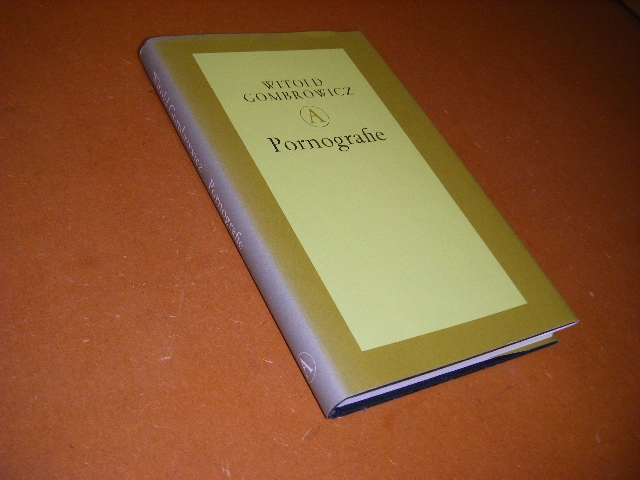 WITOLD
GOMBROWICZ
A
Pornografie
Witold Gombrowicz Pornografie
A